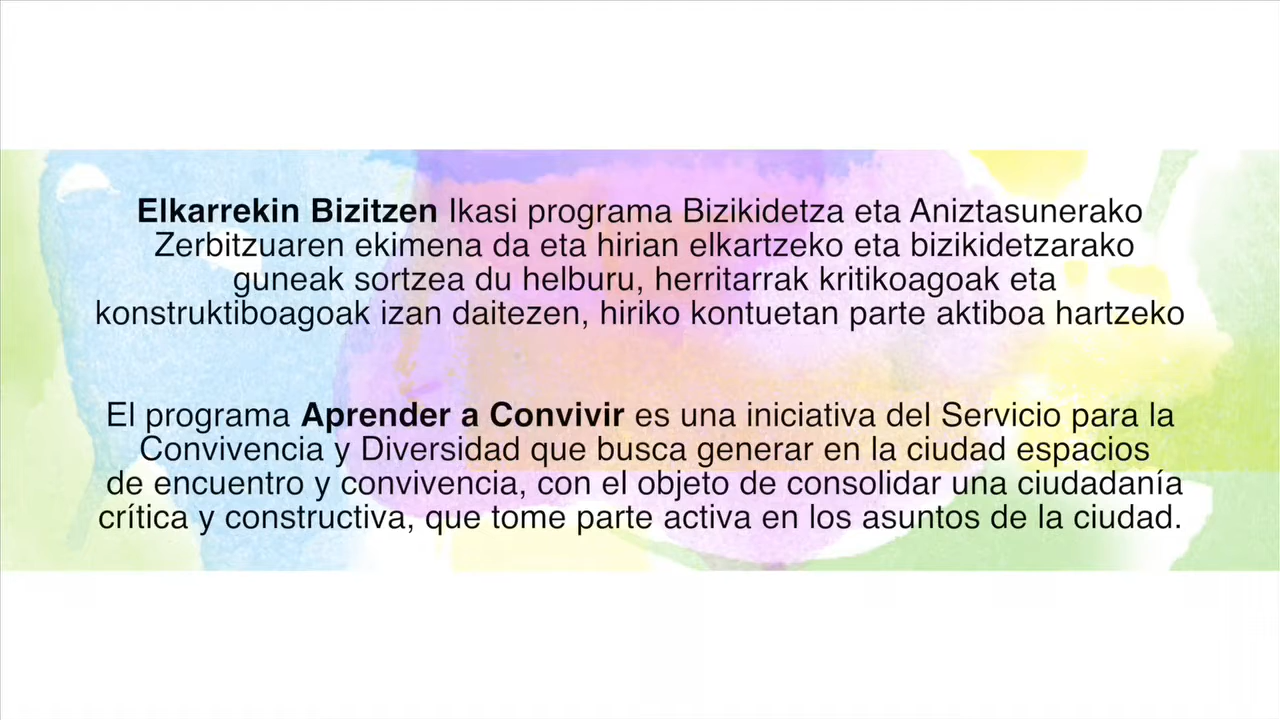 Elkarrekin Bizitzen Ikasi programa Bizikidetza eta Aniztasunerako
Zerbitzuaren ekimena da eta hirian elkartzeko eta bizikidetzarako
guneak sortzea du helburu, herritarrak kritikoagoak eta
konstruktiboagoak izan daitezen, hiriko kontuetan parte aktiboa hartzeko
El programa Aprender a Convivir es una iniciativa del Servicio para la
Convivencia y Diversidad que busca generar en la ciudad espacios
de encuentro y convivencia, con el objeto de consolidar una ciudadanía
crítica y constructiva, que tome parte activa en los asuntos de la ciudad.